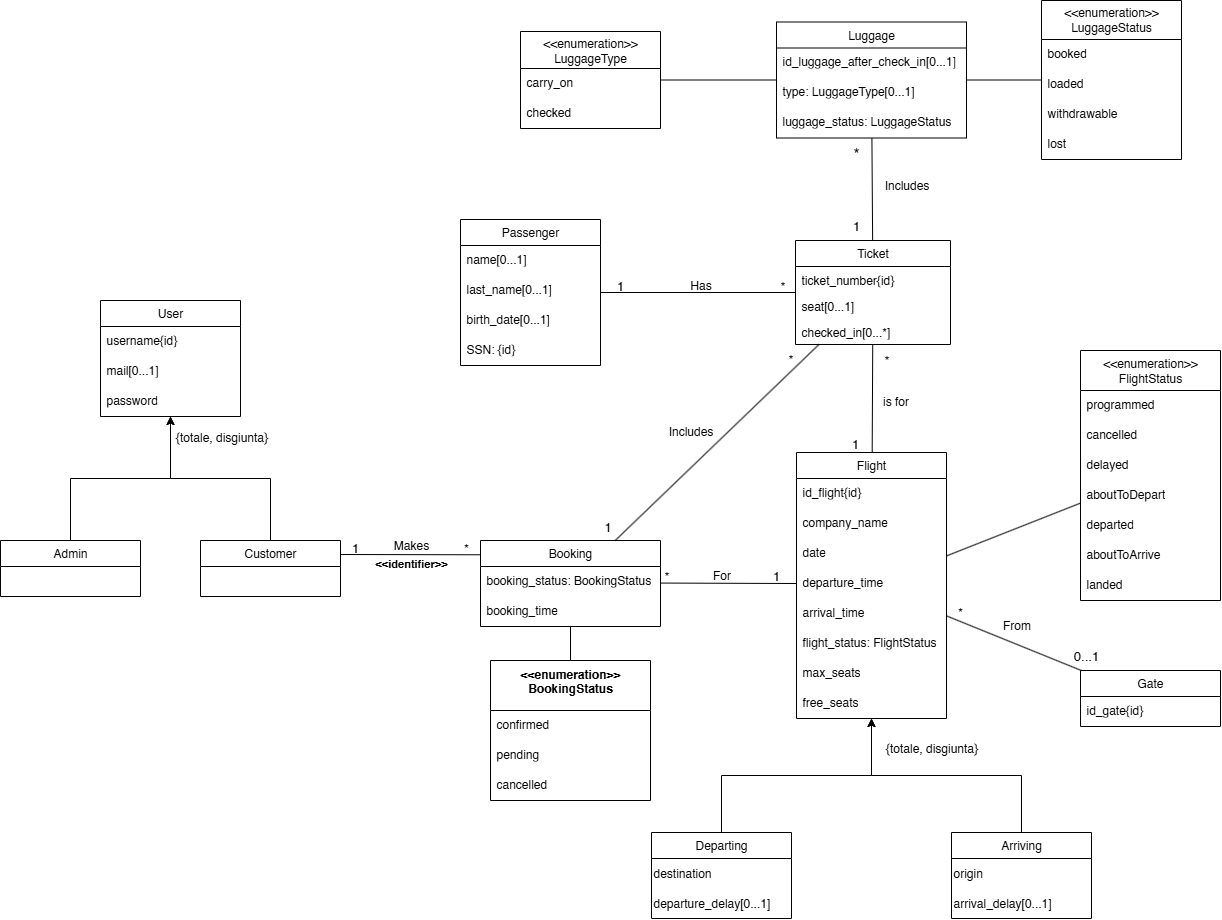 <<enumeration>>
LuggageType
carry_on
checked
Luggage
id_luggage_after_check_in[0...1]
type: LuggageType[0...1]
luggage_status: LuggageStatus
<<enumeration>>
LuggageStatus
booked
loaded
withdrawable
lost
*
Includes
1
Passenger
name[0...1]
last_name[0...1]
birth_date[0...1]
SSN: {id}
1
Has
*
Ticket
ticket_number{id}
seat[0...1]
checked_in[0...*]
User
username{id}
mail[0...1]
password
{totale, disgiunta}
Admin
Customer
1
Makes
*
<<identifier>>
*
Includes
1
*
is for
1
Booking
booking_status: BookingStatus
booking_time
*
For
1
<<enumeration>>
BookingStatus
confirmed
pending
cancelled
Flight
id_flight{id}
company_name
date
departure_time
arrival_time
flight_status: FlightStatus
max_seats
free_seats
<<enumeration>>
FlightStatus
programmed
cancelled
delayed
aboutToDepart
departed
aboutToArrive
landed
*
From
0...1
Gate
id_gate{id}
{totale, disgiunta}
Departing
destination
departure_delay[0...1]
Arriving
origin
arrival_delay[0...1]